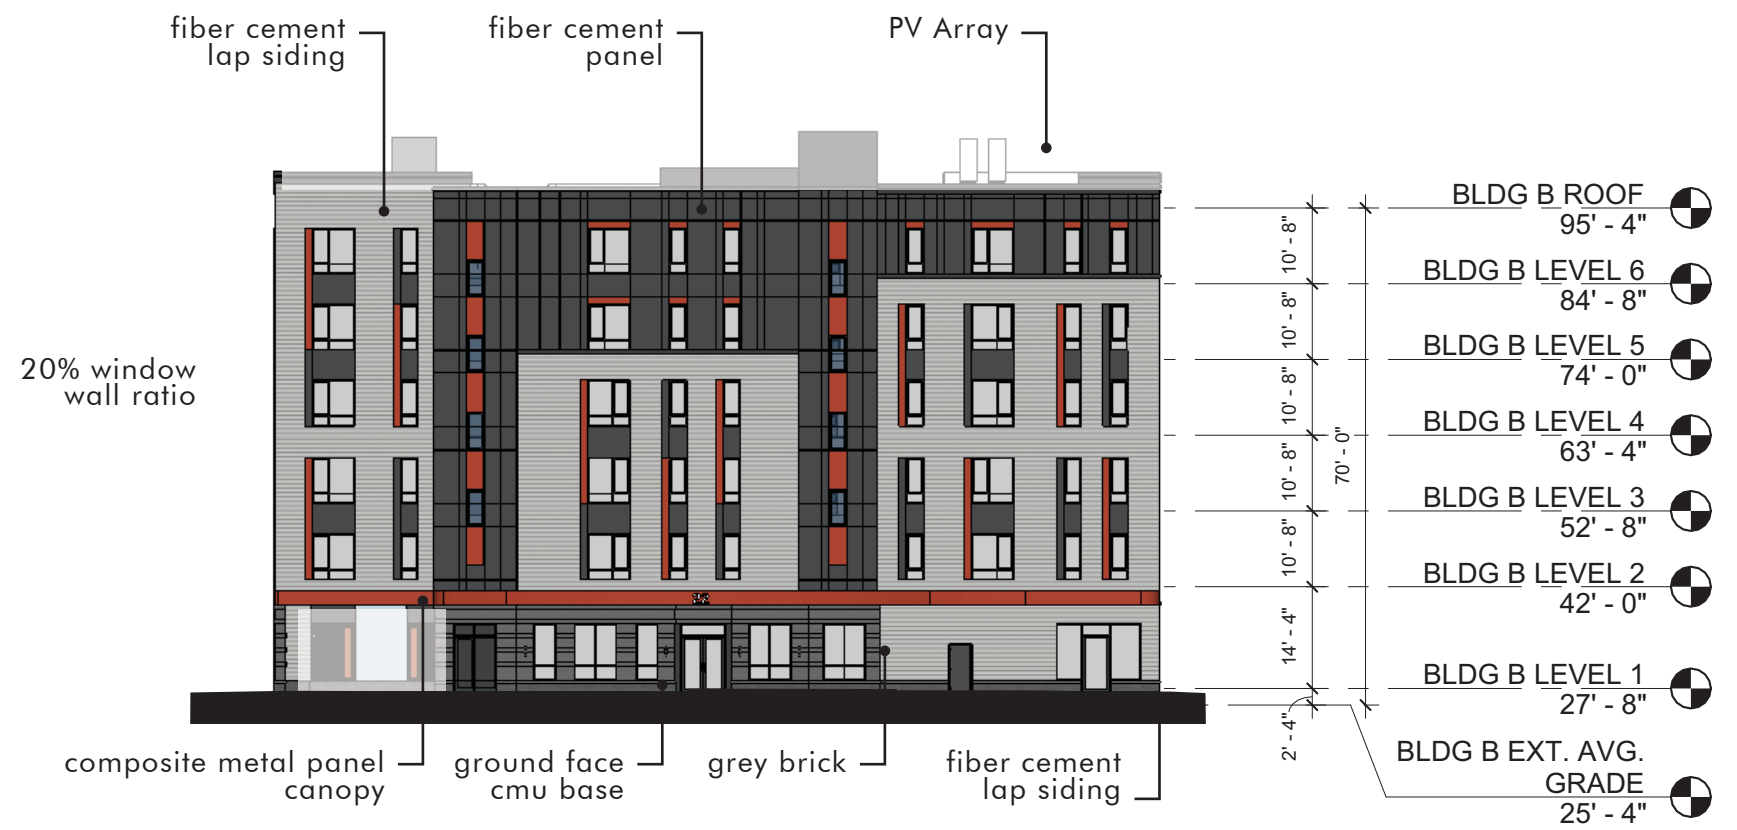 fiber cement
lap siding
fiber cement
panel
PV Array
20% window
wall ratio
BLDG B ROOF
95' - 4"
10' - 8"
BLDG B LEVEL 6
84' - 8"
10' - 8"
BLDG B LEVEL 5
74' - 0"
10' - 8"
BLDG B LEVEL 4
63' - 4"
70' - 0"
10' - 8"
BLDG B LEVEL 3
52' - 8"
10' - 8"
BLDG B LEVEL 2
42' - 0"
14' - 4"
BLDG B LEVEL 1
27' - 8"
2' - 4"
BLDG B EXT. AVG.
GRADE
25' - 4"
composite metal panel
canopy
ground face
cmu base
grey brick
fiber cement
lap siding